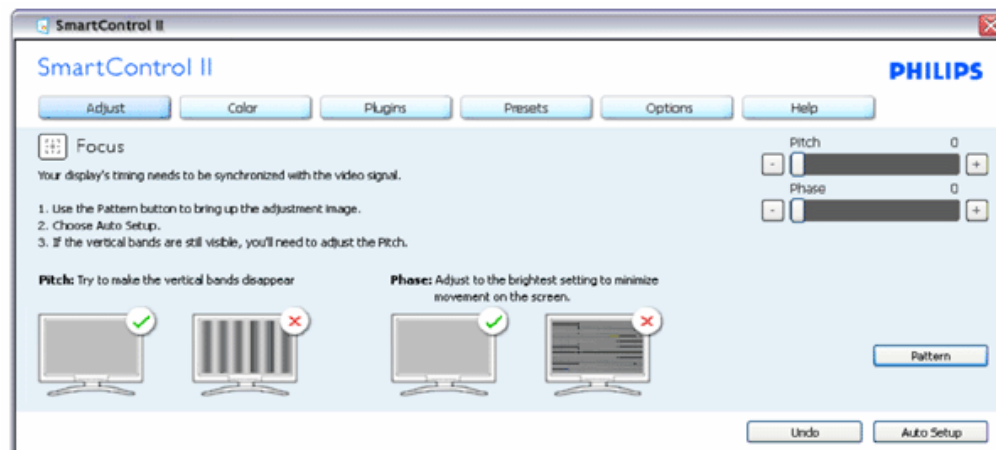 SmartControl II
SmartControl II
PHILIPS
Adjust Color Plugins Presets Options Help
Focus
Your display's timing needs to be synchronized with the video signal.
1. Use the Pattern button to bring up the adjustment image.
2. Choose Auto Setup.
3. If the vertical bands are still visible, you'll need to adjust the Pitch.
Pitch 0
- +
Phase 0
- +
Pitch: Try to make the vertical bands disappear
Phase: Adjust to the brightest setting to minimize
movement on the screen.
Pattern
Undo Auto Setup